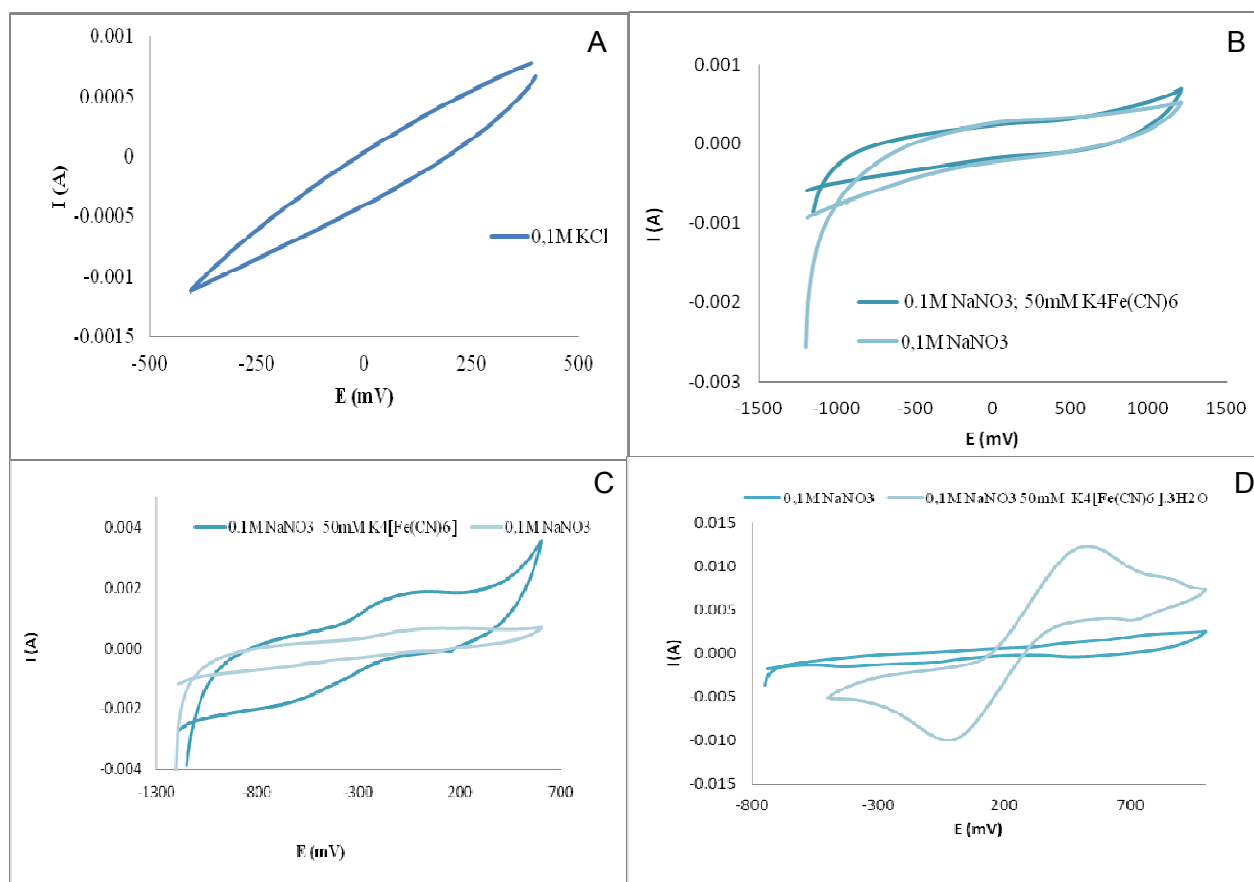 A
0.001
0.0005
0
-0.0005
-0.001
-0.0015
I (A)
0,1M KCl
-500
-250
0
250
500
E (mV)
B
0.001
0.000
-0.001
-0.002
-0.003
I (A)
0.1M NaNO3; 50mM K4Fe(CN)6
0,1M NaNO3
-1500
-1000
-500
0
500
1000
1500
E (mV)
C
0.004
0.002
0.000
-0.002
-0.004
I (A)
0.1M NaNO3 50mM K4[Fe(CN)6]
0,1M NaNO3
-1300
-800
-300
200
700
E (mV)
D
0,1M NaNO3
0,1M NaNO3 50mM K4[Fe(CN)6].3H2O
0.015
0.010
0.005
0.000
-0.005
-0.010
-0.015
I (A)
-800
-300
200
700
E (mV)